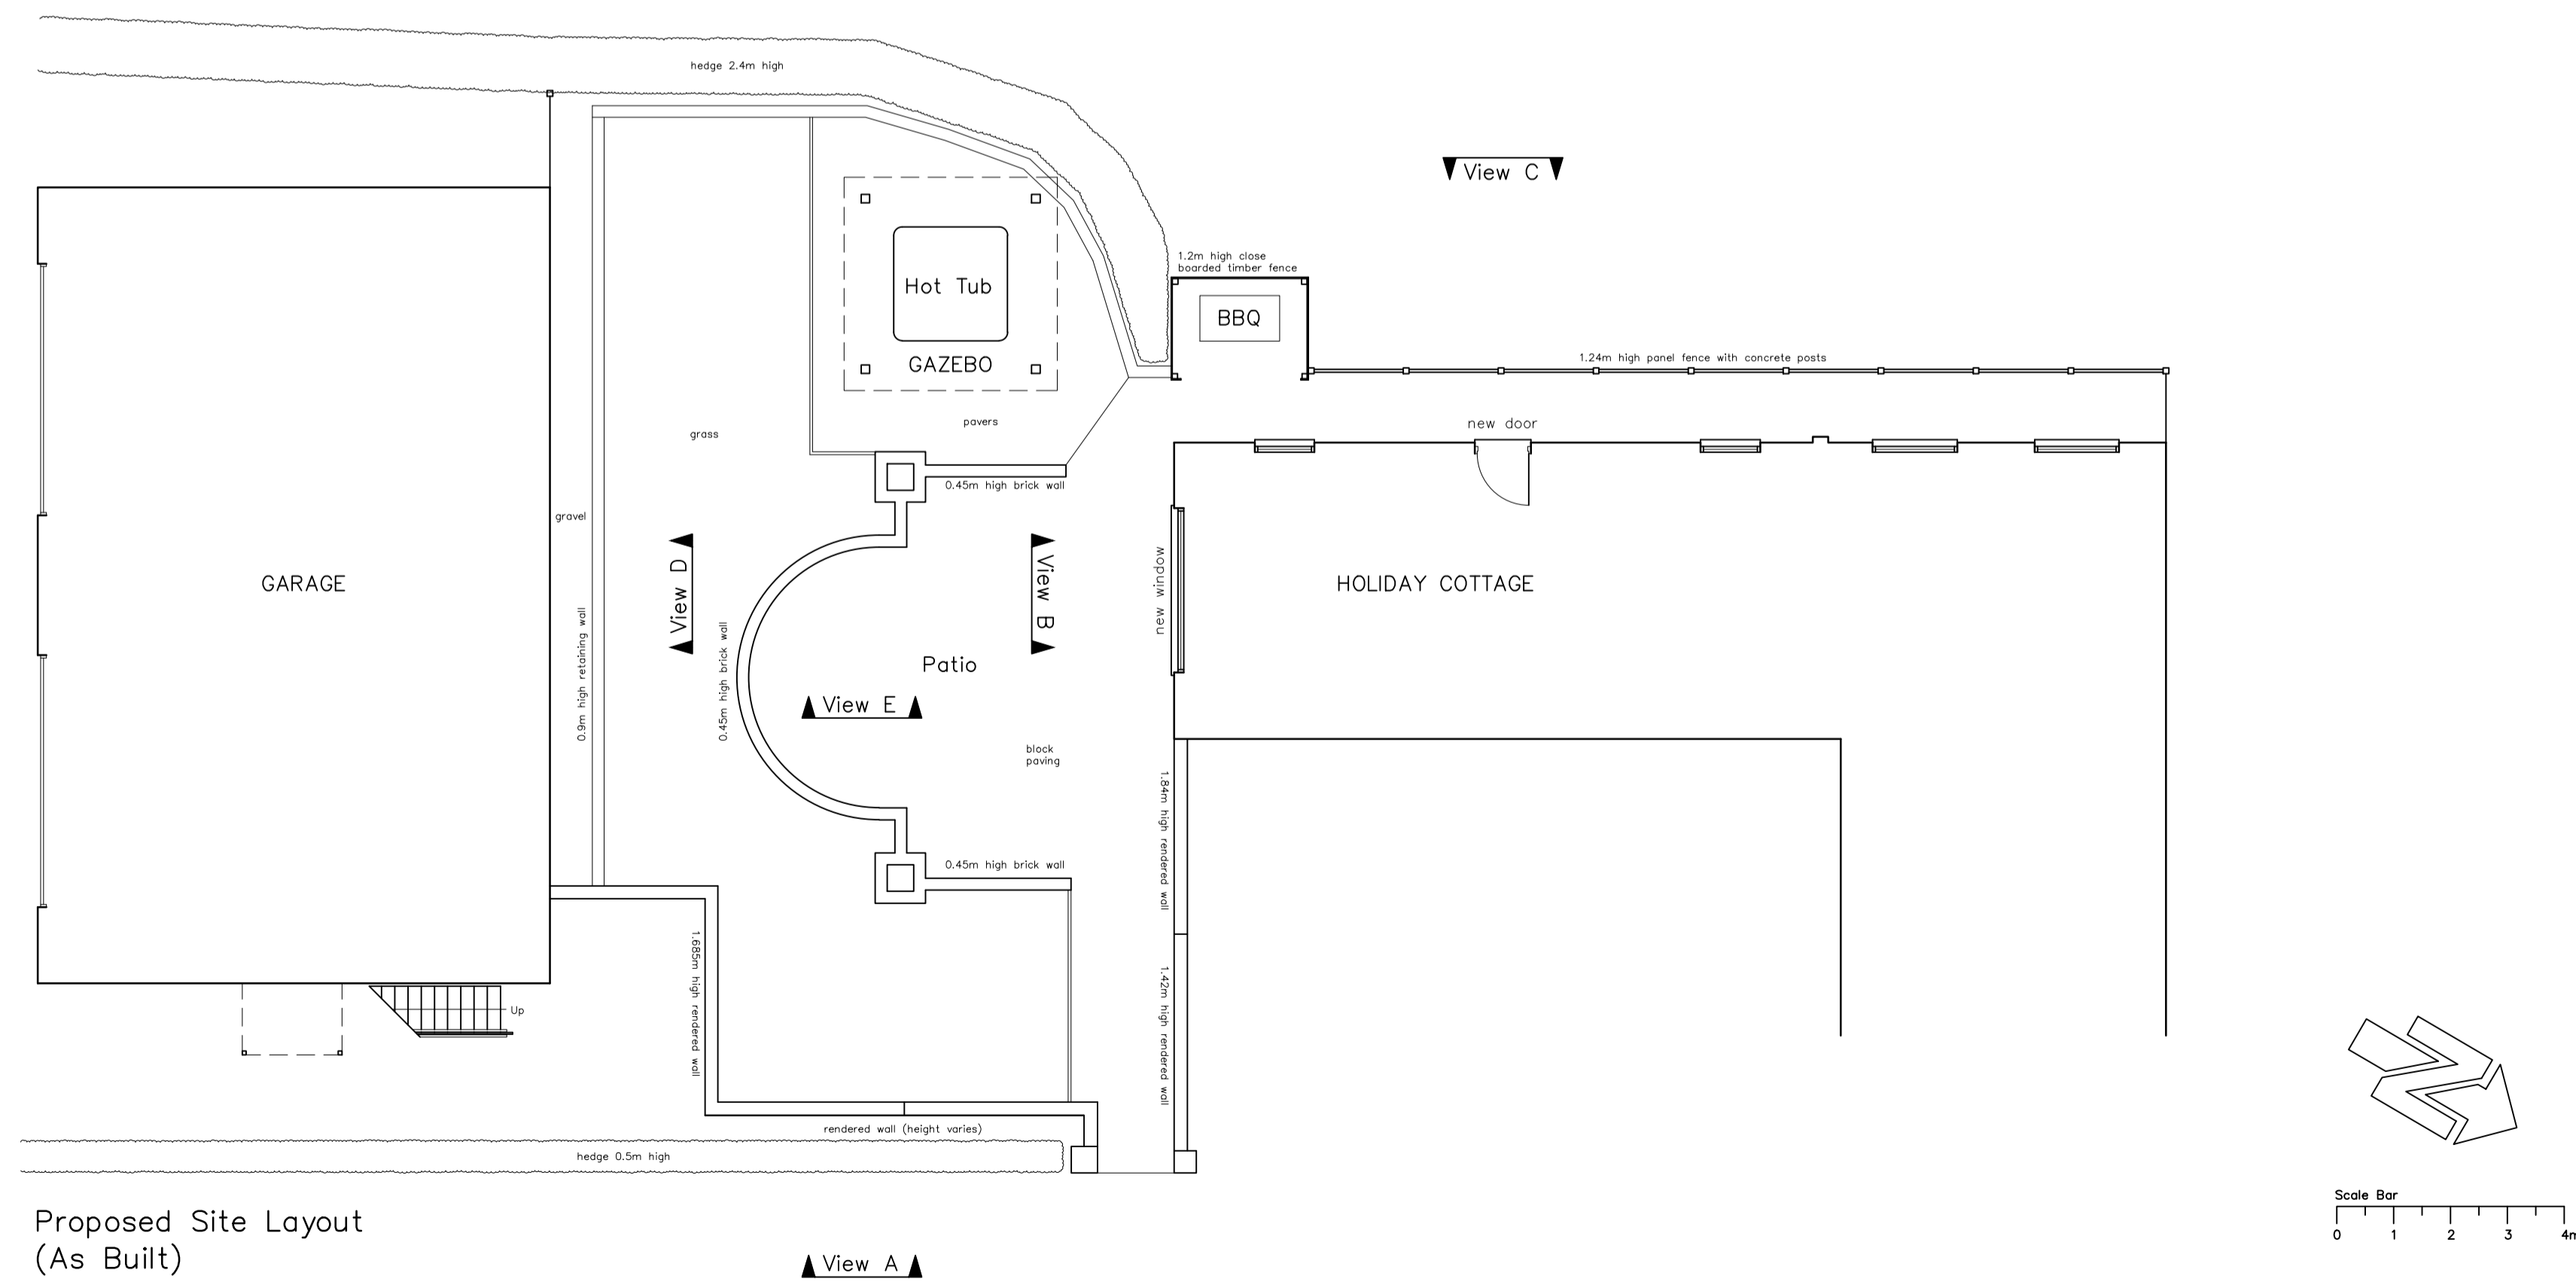 hedge 2.4m high
View C
1.2m high close
boarded timber fence
Hot Tub
BBQ
GAZEBO
1.24m high panel fence with concrete posts
pavers
new door
grass
0.45m high brick wall
gravel
View D
View B
new window
GARAGE
HOLIDAY COTTAGE
0.9m high retaining wall
0.45m high brick wall
Patio
View E
block
paving
1.84m high rendered wall
0.45m high brick wall
1.685m high rendered wall
1.42m high rendered wall
Up
rendered wall (height varies)
hedge 0.5m high
Scale Bar
0 1 2 3 4m
Proposed Site Layout
(As Built)
View A